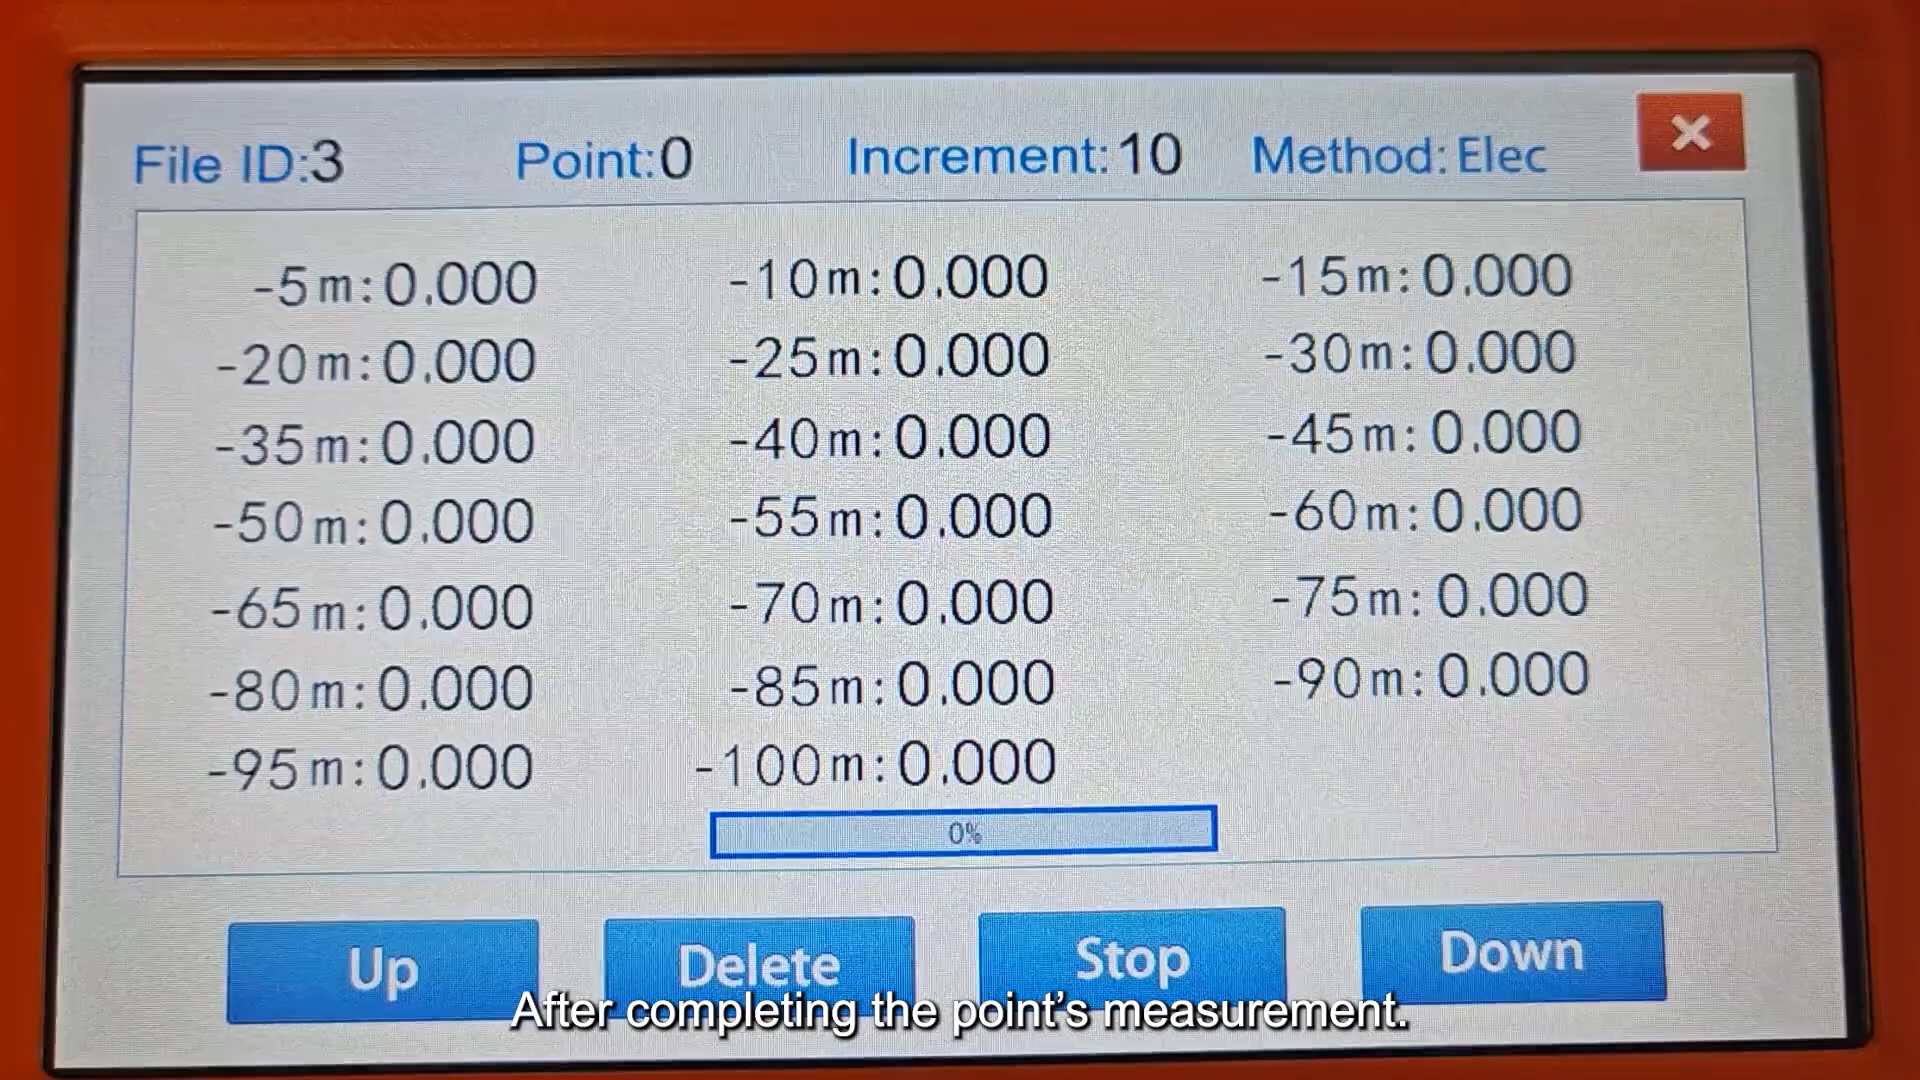 File ID:3 Point:0 Increment:10 Method:Elec
-5m:0.000 -10m:0.000 -15m:0.000
-20m:0.000 -25m:0.000 -30m:0.000
-35m:0.000 -40m:0.000 -45m:0.000
-50m:0.000 -55m:0.000 -60m:0.000
-65m:0.000 -70m:0.000 -75m:0.000
-80m:0.000 -85m:0.000 -90m:0.000
-95m:0.000 -100m:0.000
0%
Up Delete Stop Down
After completing the point’s measurement.